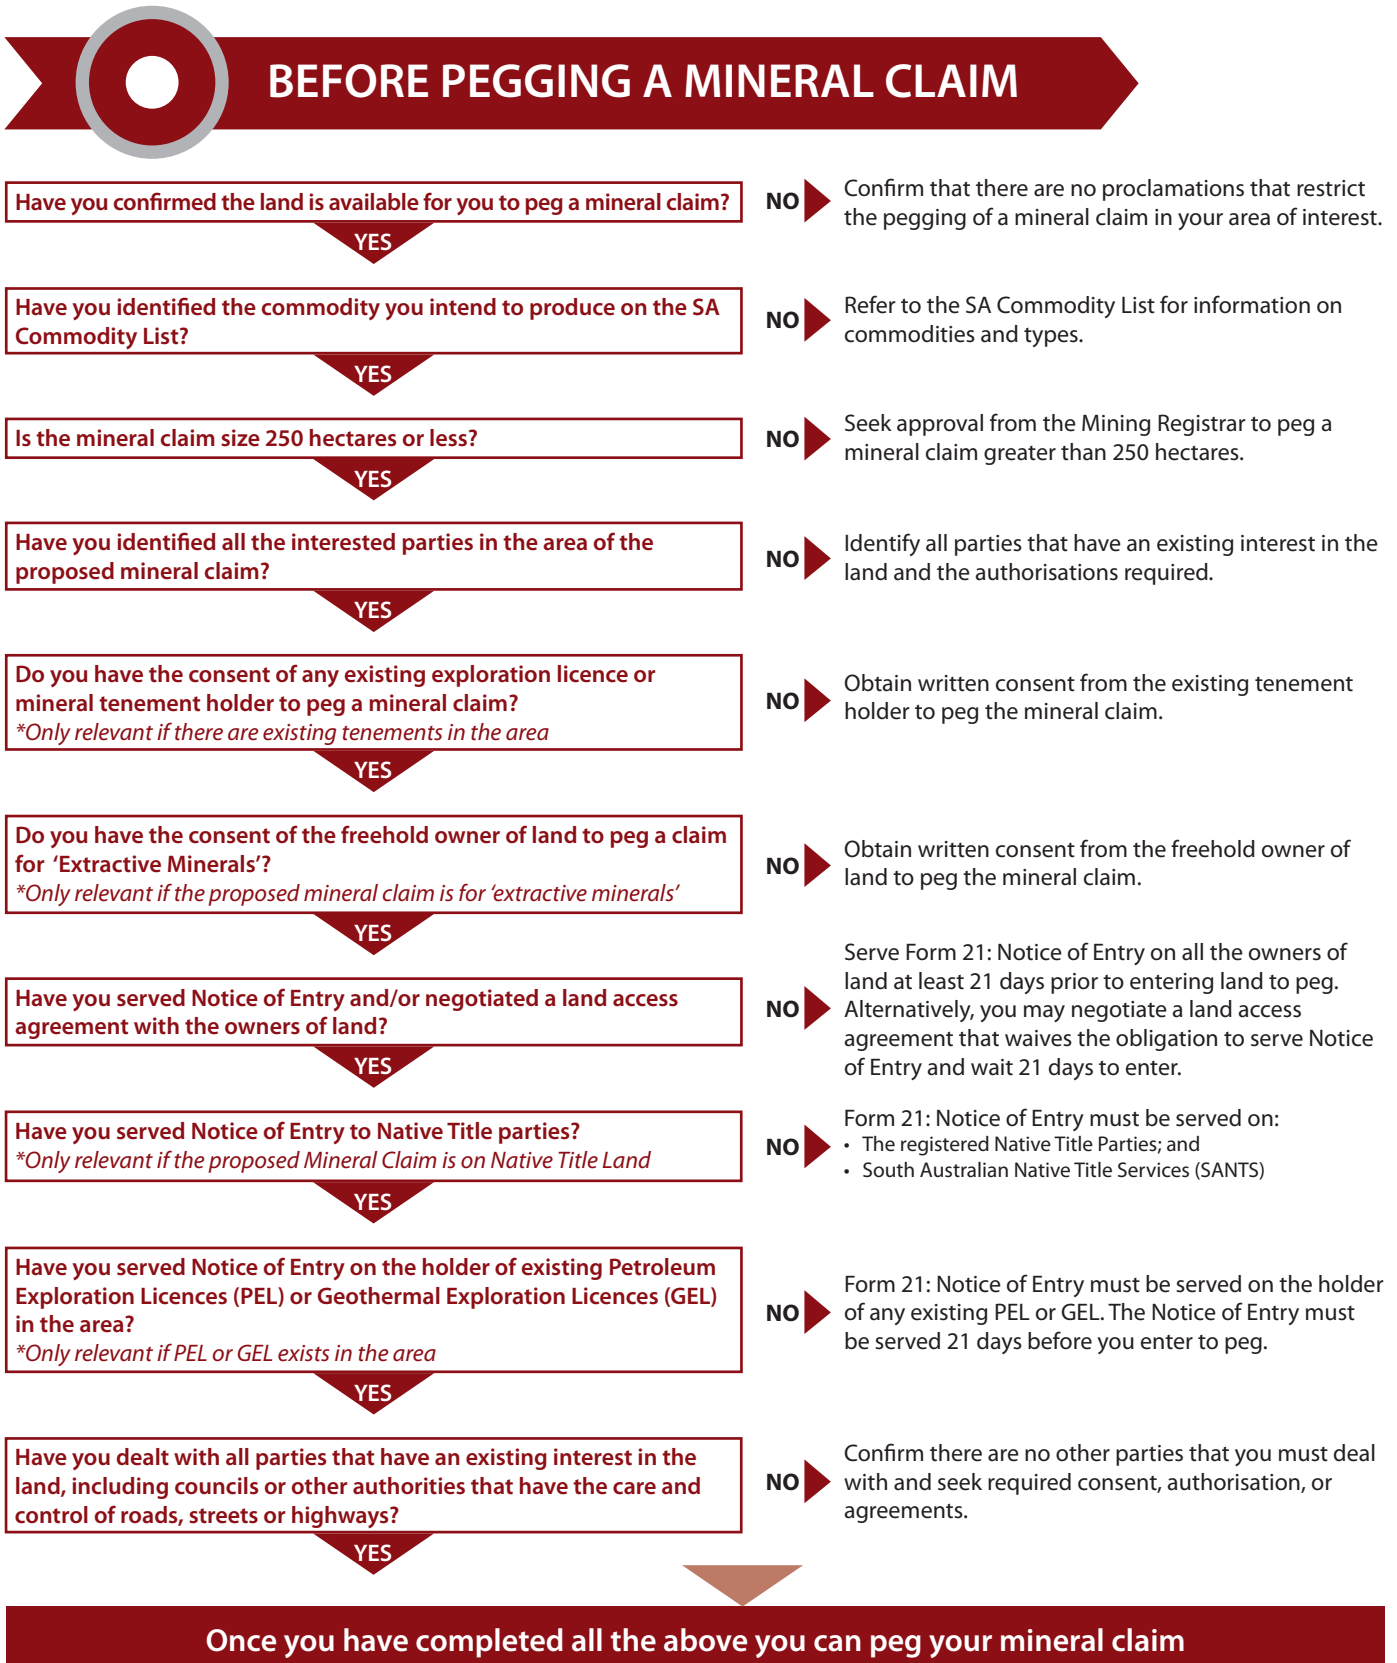 BEFORE PEGGING A MINERAL CLAIM
Have you confirmed the land is available for you to peg a mineral claim?
YES
NO
Confirm that there are no proclamations that restrict
the pegging of a mineral claim in your area of interest.
Have you identified the commodity you intend to produce on the SA
Commodity List?
YES
NO
Refer to the SA Commodity List for information on
commodities and types.
Is the mineral claim size 250 hectares or less?
YES
NO
Seek approval from the Mining Registrar to peg a
mineral claim greater than 250 hectares.
Have you identified all the interested parties in the area of the
proposed mineral claim?
YES
NO
Identify all parties that have an existing interest in the
land and the authorisations required.
Do you have the consent of any existing exploration licence or
mineral tenement holder to peg a mineral claim?
*Only relevant if there are existing tenements in the area
YES
NO
Obtain written consent from the existing tenement
holder to peg the mineral claim.
Do you have the consent of the freehold owner of land to peg a claim
for ‘Extractive Minerals’?
*Only relevant if the proposed mineral claim is for ‘extractive minerals’
YES
NO
Obtain written consent from the freehold owner of
land to peg the mineral claim.
Have you served Notice of Entry and/or negotiated a land access
agreement with the owners of land?
YES
NO
Serve Form 21: Notice of Entry on all the owners of
land at least 21 days prior to entering land to peg.
Alternatively, you may negotiate a land access
agreement that waives the obligation to serve Notice
of Entry and wait 21 days to enter.
Have you served Notice of Entry to Native Title parties?
*Only relevant if the proposed Mineral Claim is on Native Title Land
YES
NO
Form 21: Notice of Entry must be served on:
• The registered Native Title Parties; and
• South Australian Native Title Services (SANTS)
Have you served Notice of Entry on the holder of existing Petroleum
Exploration Licences (PEL) or Geothermal Exploration Licences (GEL)
in the area?
*Only relevant if PEL or GEL exists in the area
YES
NO
Form 21: Notice of Entry must be served on the holder
of any existing PEL or GEL. The Notice of Entry must
be served 21 days before you enter to peg.
Have you dealt with all parties that have an existing interest in the
land, including councils or other authorities that have the care and
control of roads, streets or highways?
YES
NO
Confirm there are no other parties that you must deal
with and seek required consent, authorisation, or
agreements.
Once you have completed all the above you can peg your mineral claim